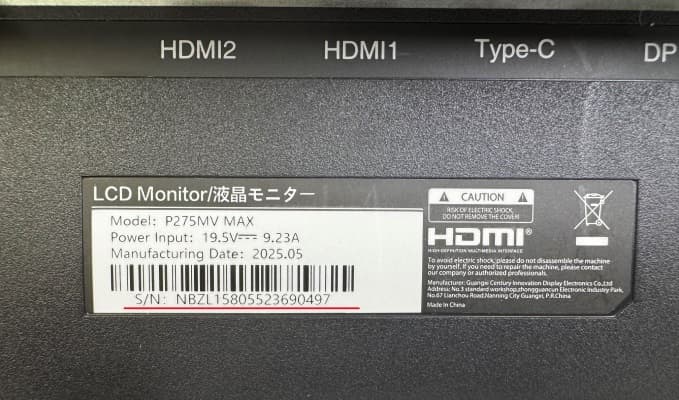 HDMI2 HDMI1 Type-C DP
LCD Monitor/液晶モニター
Model: P275MV MAX
Power Input: 19.5V⎓ 9.23A
Manufacturing Date: 2025.05
S/N: NBZL15805523690497
CAUTION
RISK OF ELECTRIC SHOCK,
DO NOT REMOVE THE COVER!
HDMI®
HIGH-DEFINITION MULTIMEDIA INTERFACE
To avoid electric shock, please do not disassemble the machine
by yourself. If you need to repair the machine, please contact
our company or authorized professionals.
Manufacturer: Guangxi Century Innovation Display Electronics Co.,Ltd
Address: No.3 standard workshop,zhongguancun Electronic Industry Park,
No.67 Lianchou Road,Nanning City Guangxi, P.R.China
Made In China